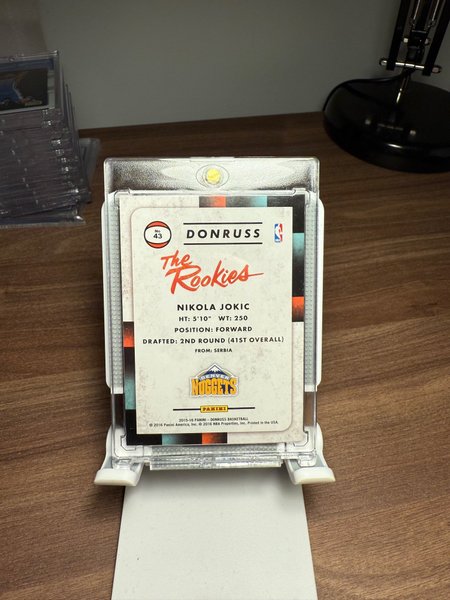 No.
43
DONRUSS
The
Rookies
NIKOLA JOKIC
HT: 5'10" WT: 250
POSITION: FORWARD
DRAFTED: 2ND ROUND (41ST OVERALL)
FROM: SERBIA
DENVER
NUGGETS
PANINI
2015-16 PANINI – DONRUSS BASKETBALL
© 2016 Panini America, Inc. © 2016 NBA Properties, Inc. Printed in the USA.